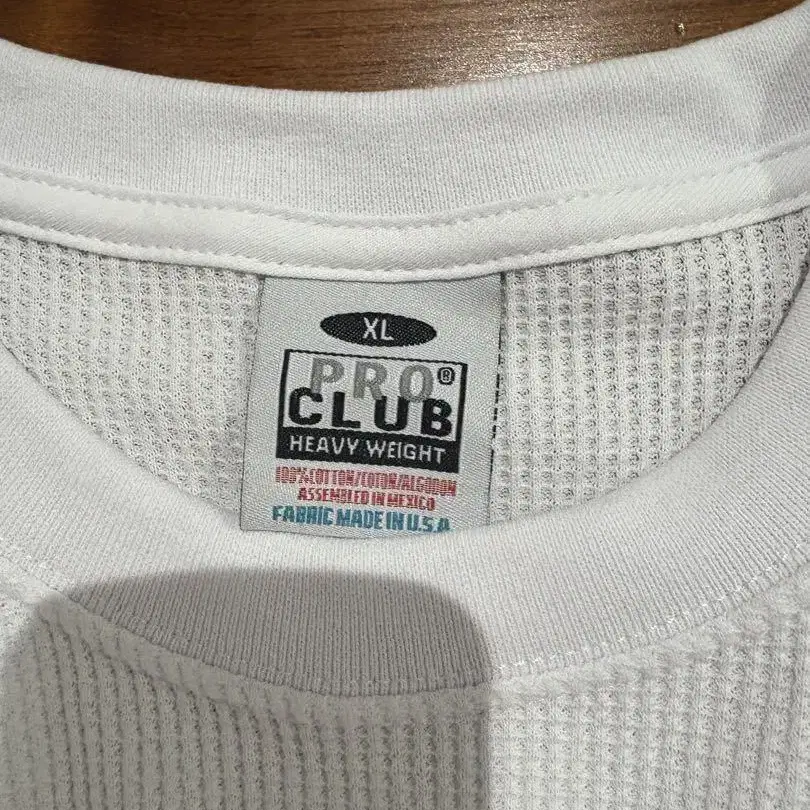 XL
PRO®
CLUB
HEAVY WEIGHT
100% COTTON/COTON/ALGODON
ASSEMBLED IN MEXICO
FABRIC MADE IN U.S.A